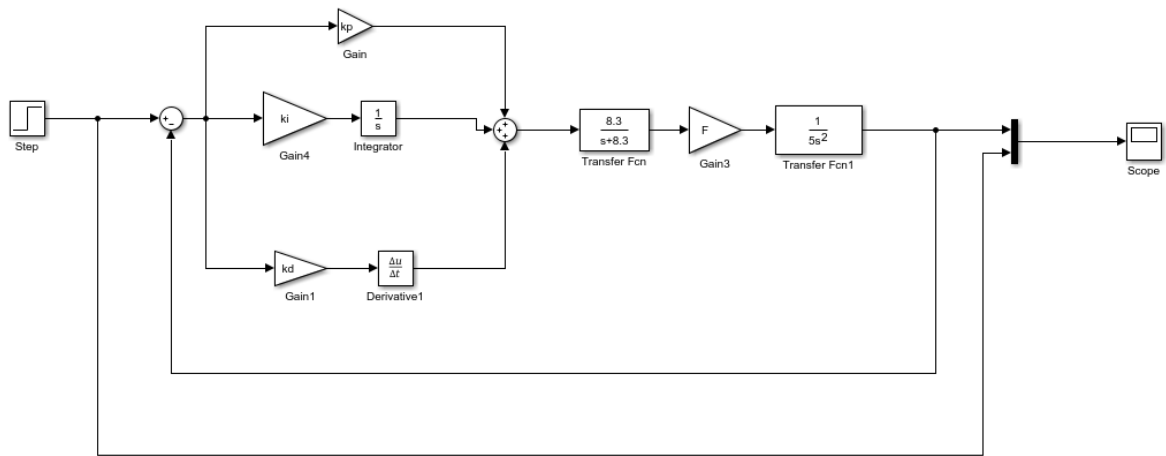 kp
Gain
Step
+
−
ki
Gain4
1
s
Integrator
+
+
+
8.3
s+8.3
Transfer Fcn
F
Gain3
1
5s²
Transfer Fcn1
Scope
kd
Gain1
Δu
Δt
Derivative1